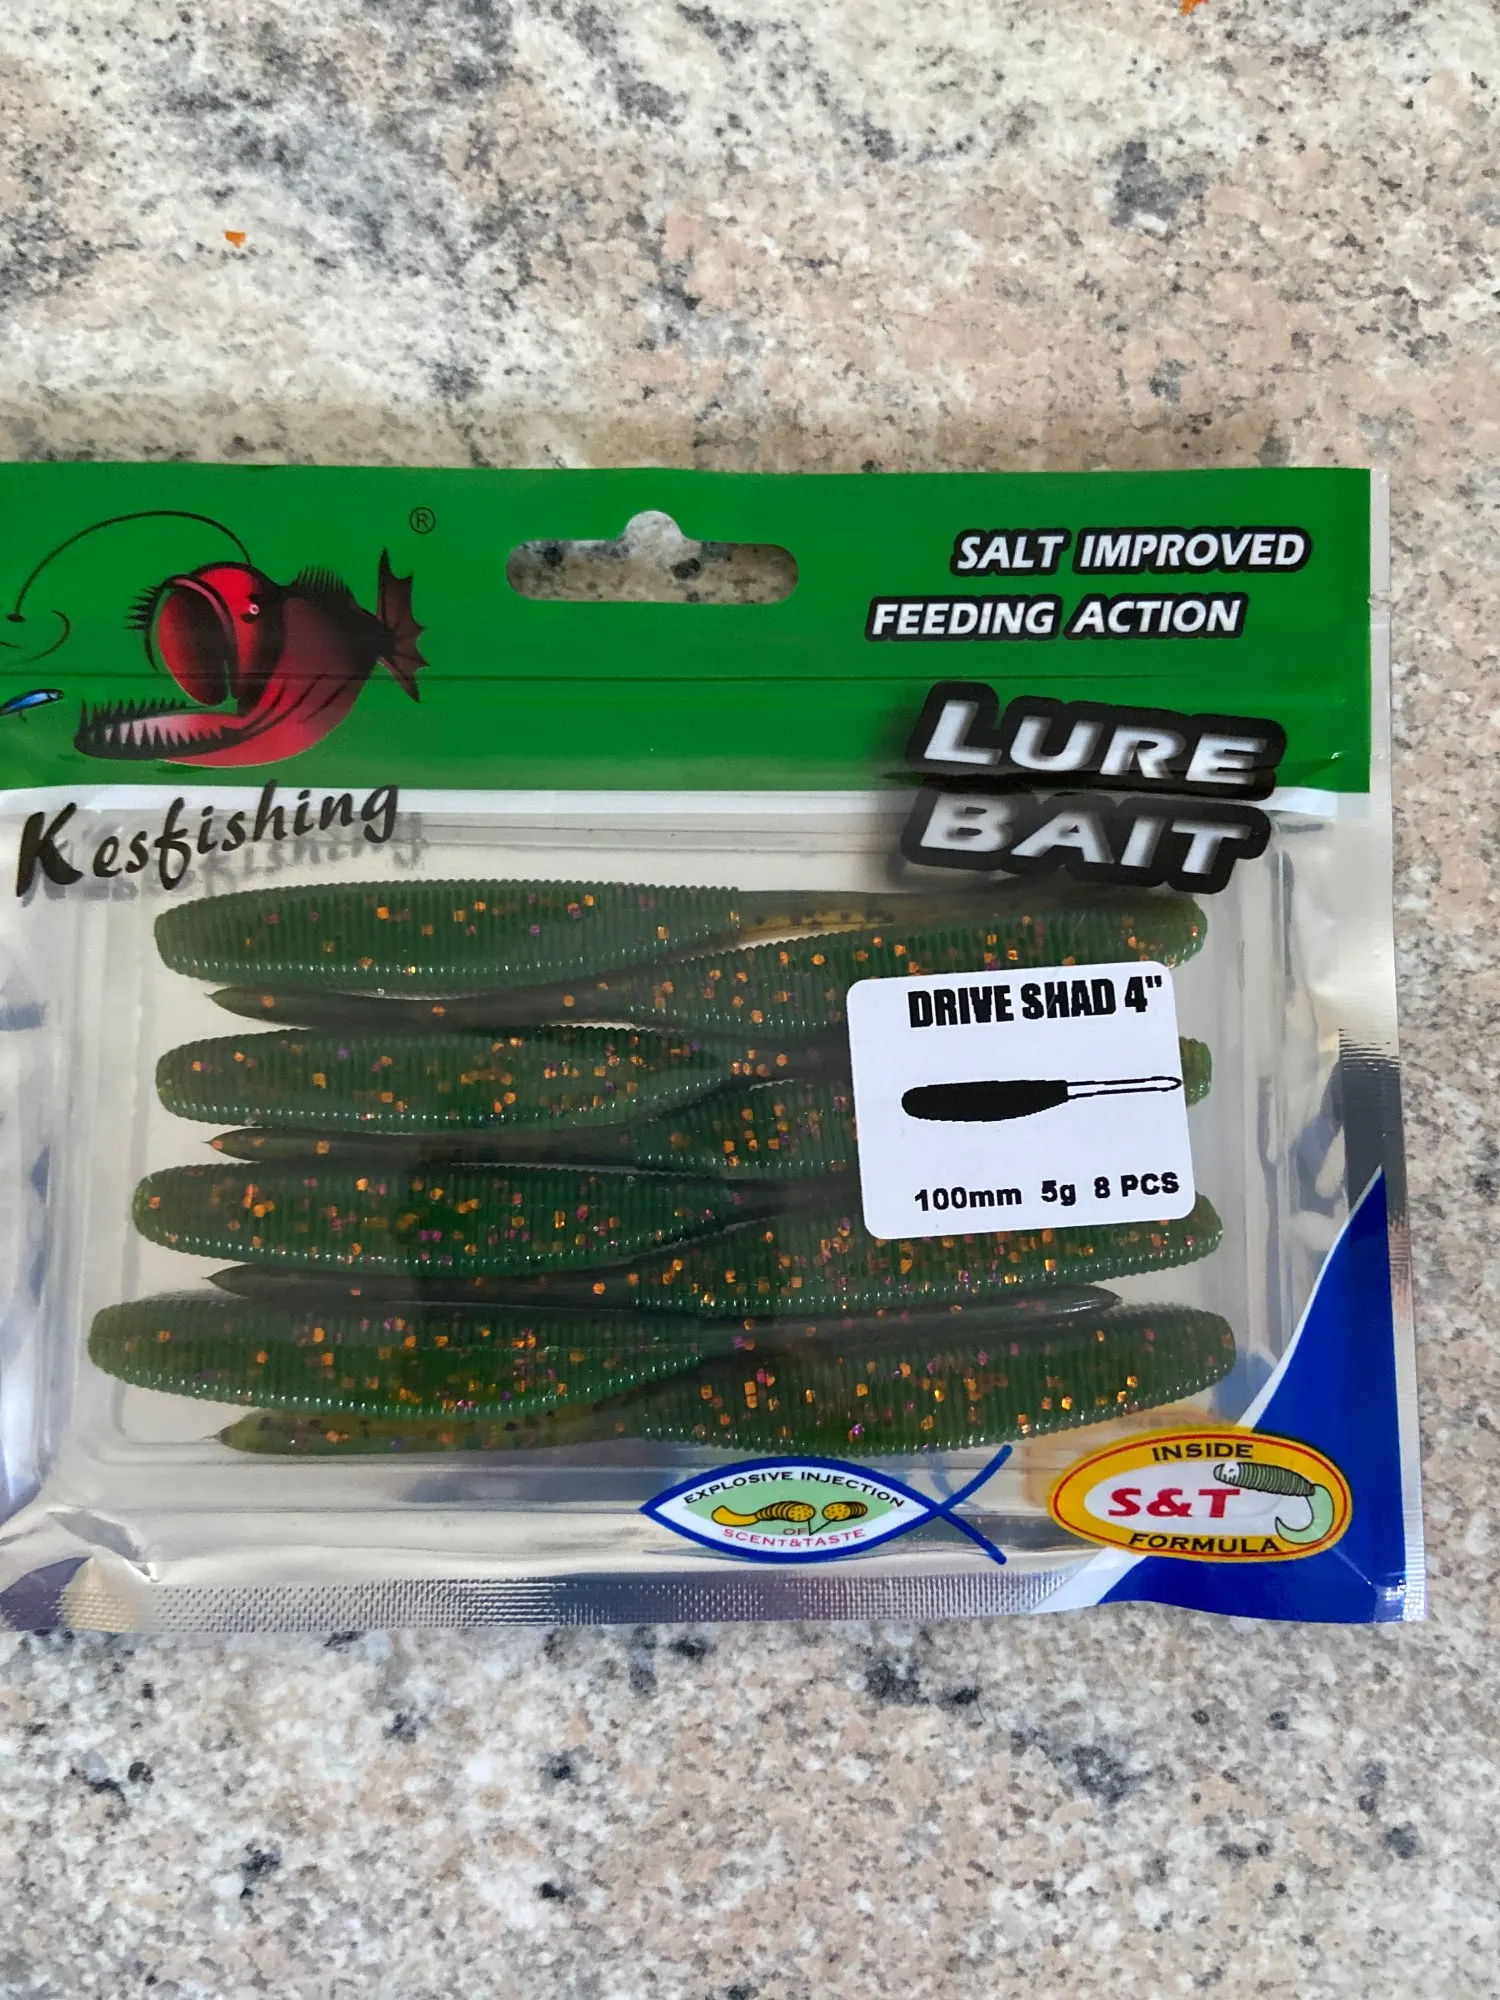 ®
SALT IMPROVED
FEEDING ACTION
LURE
BAIT
Kesfishing
DRIVE SHAD 4"
100mm 5g 8 PCS
EXPLOSIVE INJECTION
OF
SCENT&TASTE
INSIDE
S&T
FORMULA